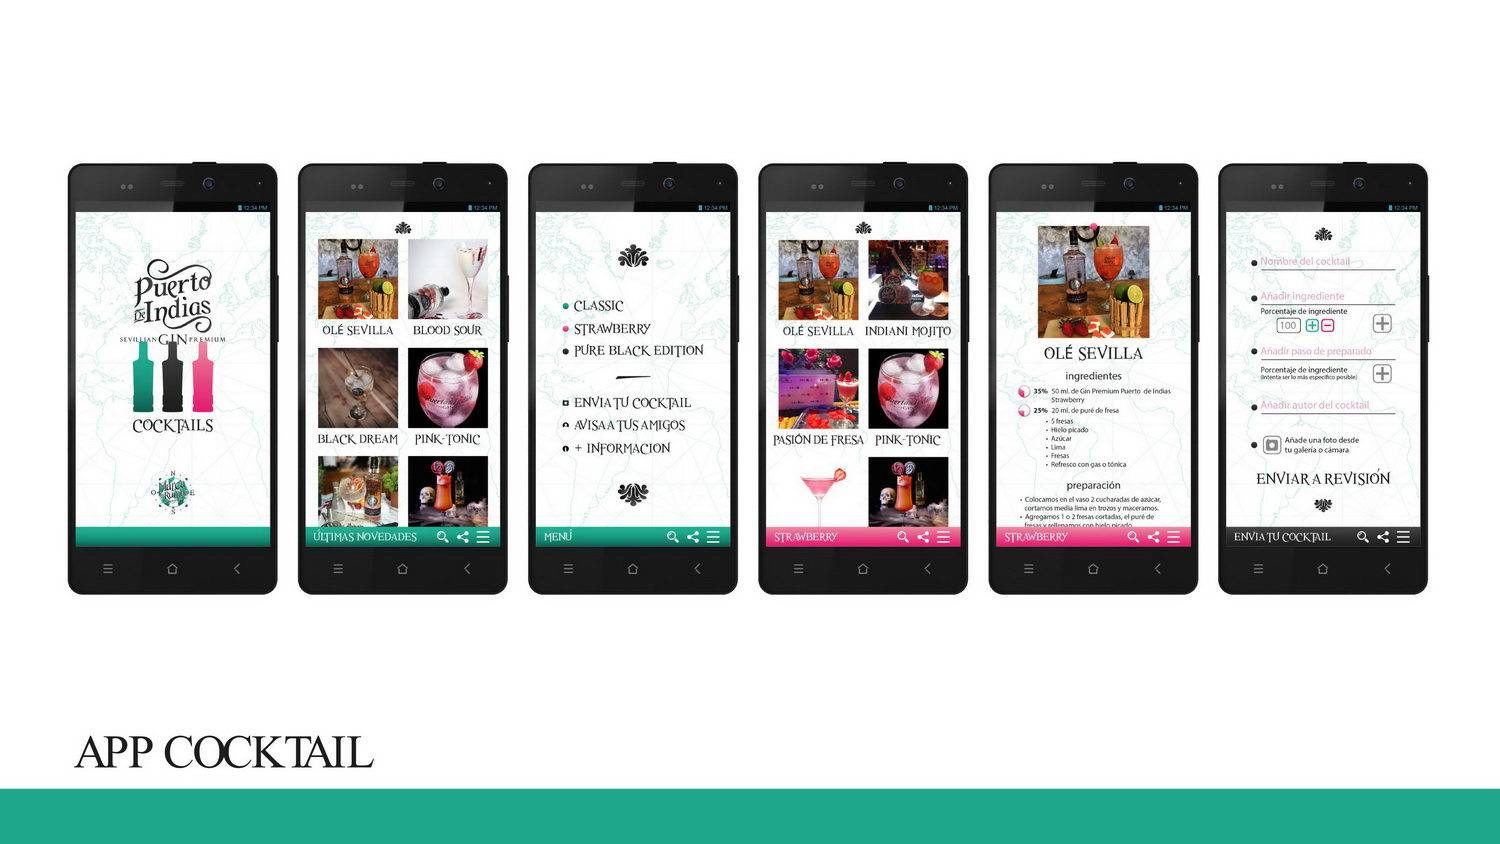 12:34 PM
Puerto
De Indias
SEVILLIAN GIN PREMIUM
COCKTAILS
N
O E
S
12:34 PM
OLÉ SEVILLA
BLOOD SOUR
BLACK DREAM
PINK-TONIC
ÚLTIMAS NOVEDADES
12:34 PM
CLASSIC
STRAWBERRY
PURE BLACK EDITION
ENVIA TU COCKTAIL
AVISA A TUS AMIGOS
+ INFORMACION
MENÚ
12:34 PM
OLÉ SEVILLA
INDIANI MOJITO
PASIÓN DE FRESA
PINK-TONIC
STRAWBERRY
12:34 PM
OLÉ SEVILLA
ingredientes
35% 50 ml. de Gin Premium Puerto de Indias
Strawberry
25% 20 ml. de puré de fresa
• 5 fresas
• Hielo picado
• Azúcar
• Lima
• Fresas
• Refresco con gas o tónica
preparación
• Colocamos en el vaso 2 cucharadas de azúcar,
cortamos media lima en trozos y maceramos.
• Agregamos 1 o 2 fresas cortadas, el puré de
fresas y rellenamos con hielo picado
STRAWBERRY
12:34 PM
Nombre del cocktail
Añadir ingrediente
Porcentaje de ingrediente
100 + −
+
Añadir paso de preparado
Porcentaje de ingrediente
(intenta ser lo más específico posible)
+
Añadir autor del cocktail
Añade una foto desde
tu galería o cámara
ENVIAR A REVISIÓN
ENVIA TU COCKTAIL
APP COCKTAIL